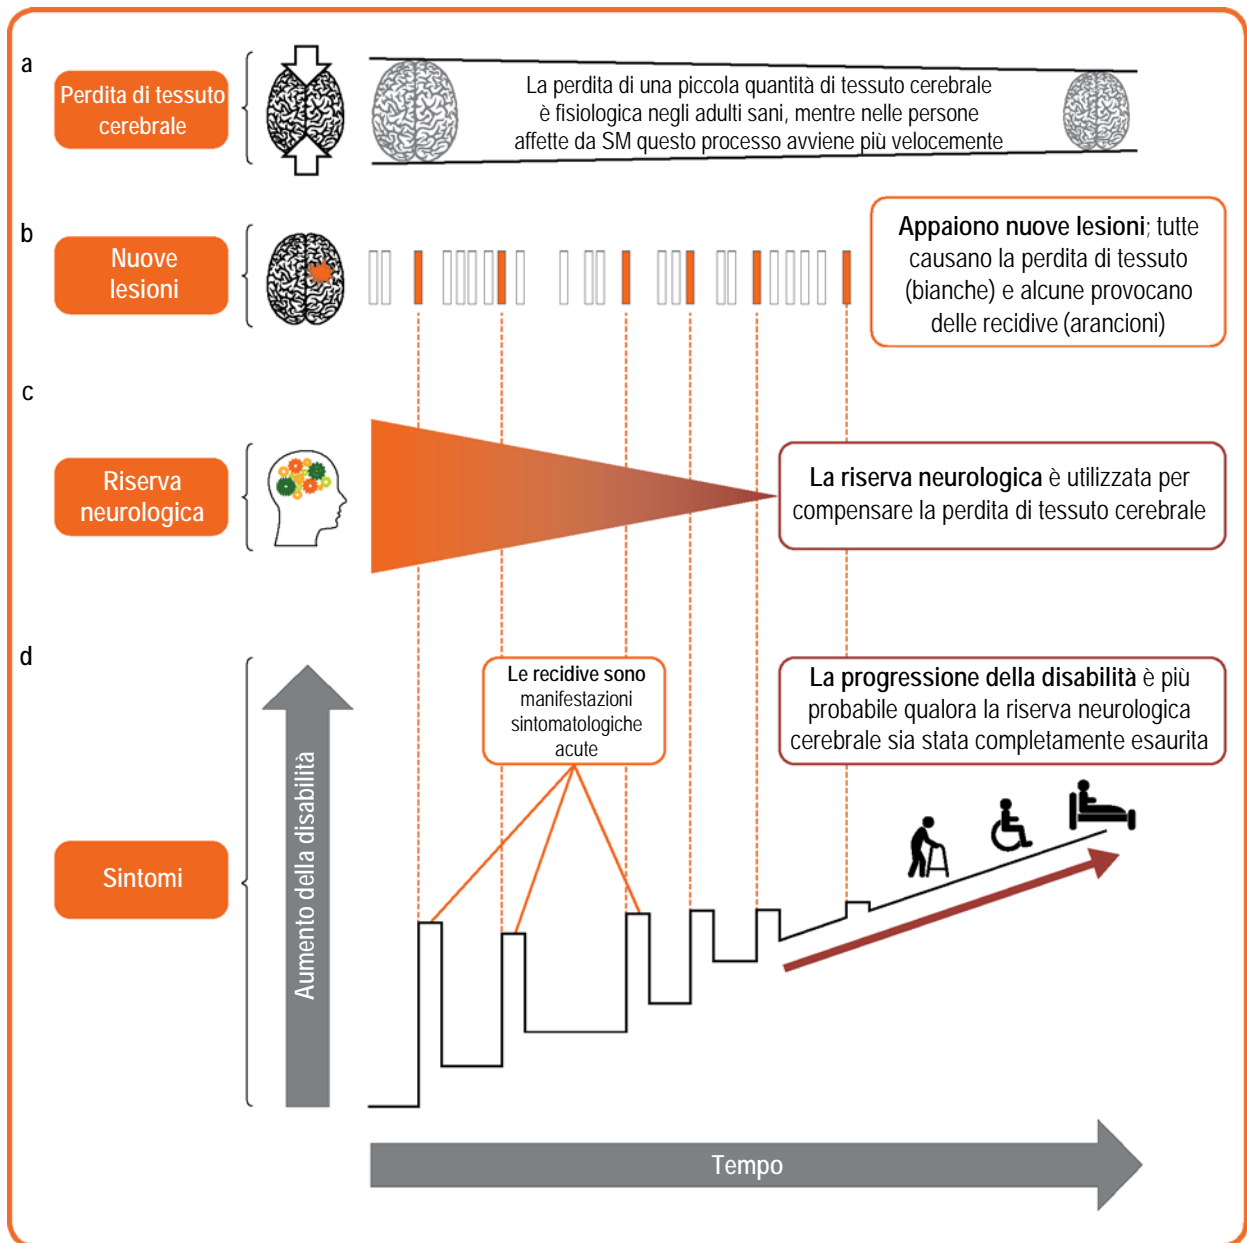 a
Perdita di tessuto
cerebrale
La perdita di una piccola quantità di tessuto cerebrale
è fisiologica negli adulti sani, mentre nelle persone
affette da SM questo processo avviene più velocemente
b
Nuove
lesioni
Appaiono nuove lesioni; tutte
causano la perdita di tessuto
(bianche) e alcune provocano
delle recidive (arancioni)
c
Riserva
neurologica
La riserva neurologica è utilizzata per
compensare la perdita di tessuto cerebrale
d
Sintomi
Aumento della disabilità
Le recidive sono
manifestazioni
sintomatologiche
acute
La progressione della disabilità è più
probabile qualora la riserva neurologica
cerebrale sia stata completamente esaurita
Tempo